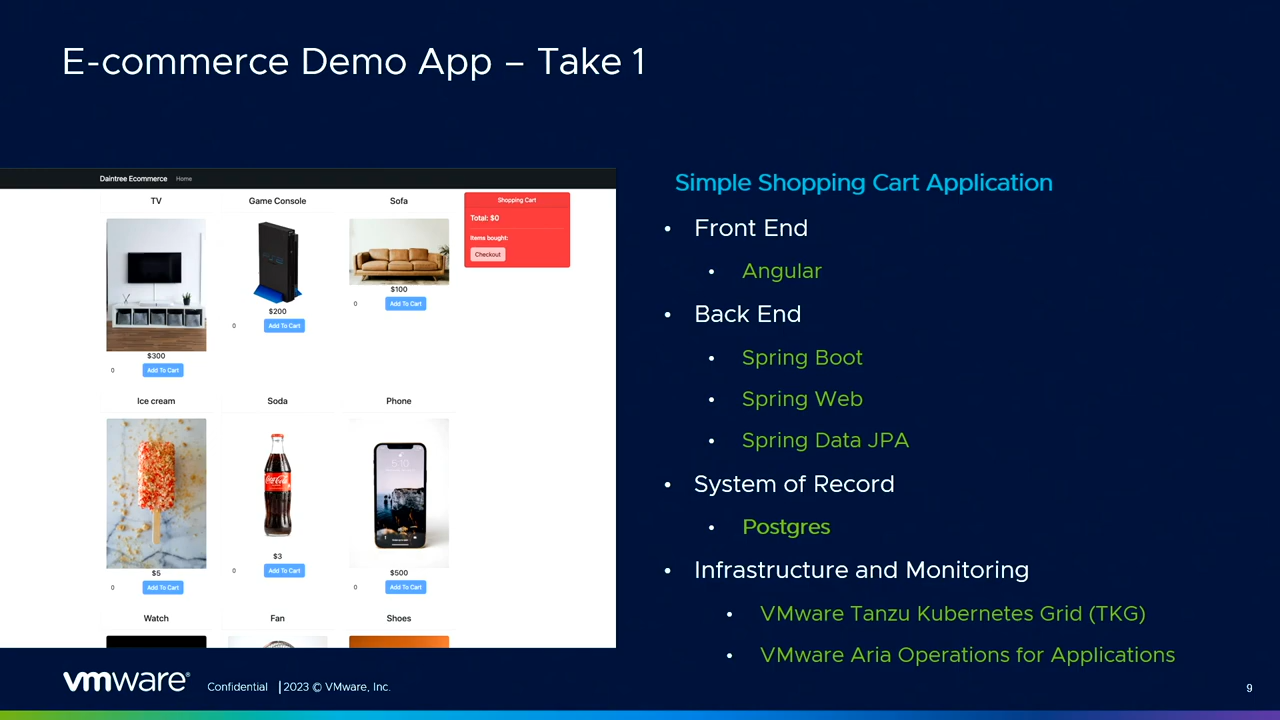 E-commerce Demo App – Take 1
Daintree Ecommerce Home
TV
Game Console
Sofa
$300
0 Add To Cart
$200
0 Add To Cart
$100
0 Add To Cart
Shopping Cart
Total: $0
Items bought:
Checkout
Ice cream
Soda
Phone
$5
0 Add To Cart
Coca-Cola
$3
0 Add To Cart
5:10
$500
0 Add To Cart
Watch
Fan
Shoes
Simple Shopping Cart Application
• Front End
• Angular
• Back End
• Spring Boot
• Spring Web
• Spring Data JPA
• System of Record
• Postgres
• Infrastructure and Monitoring
• VMware Tanzu Kubernetes Grid (TKG)
• VMware Aria Operations for Applications
vmware® Confidential | 2023 © VMware, Inc.
9